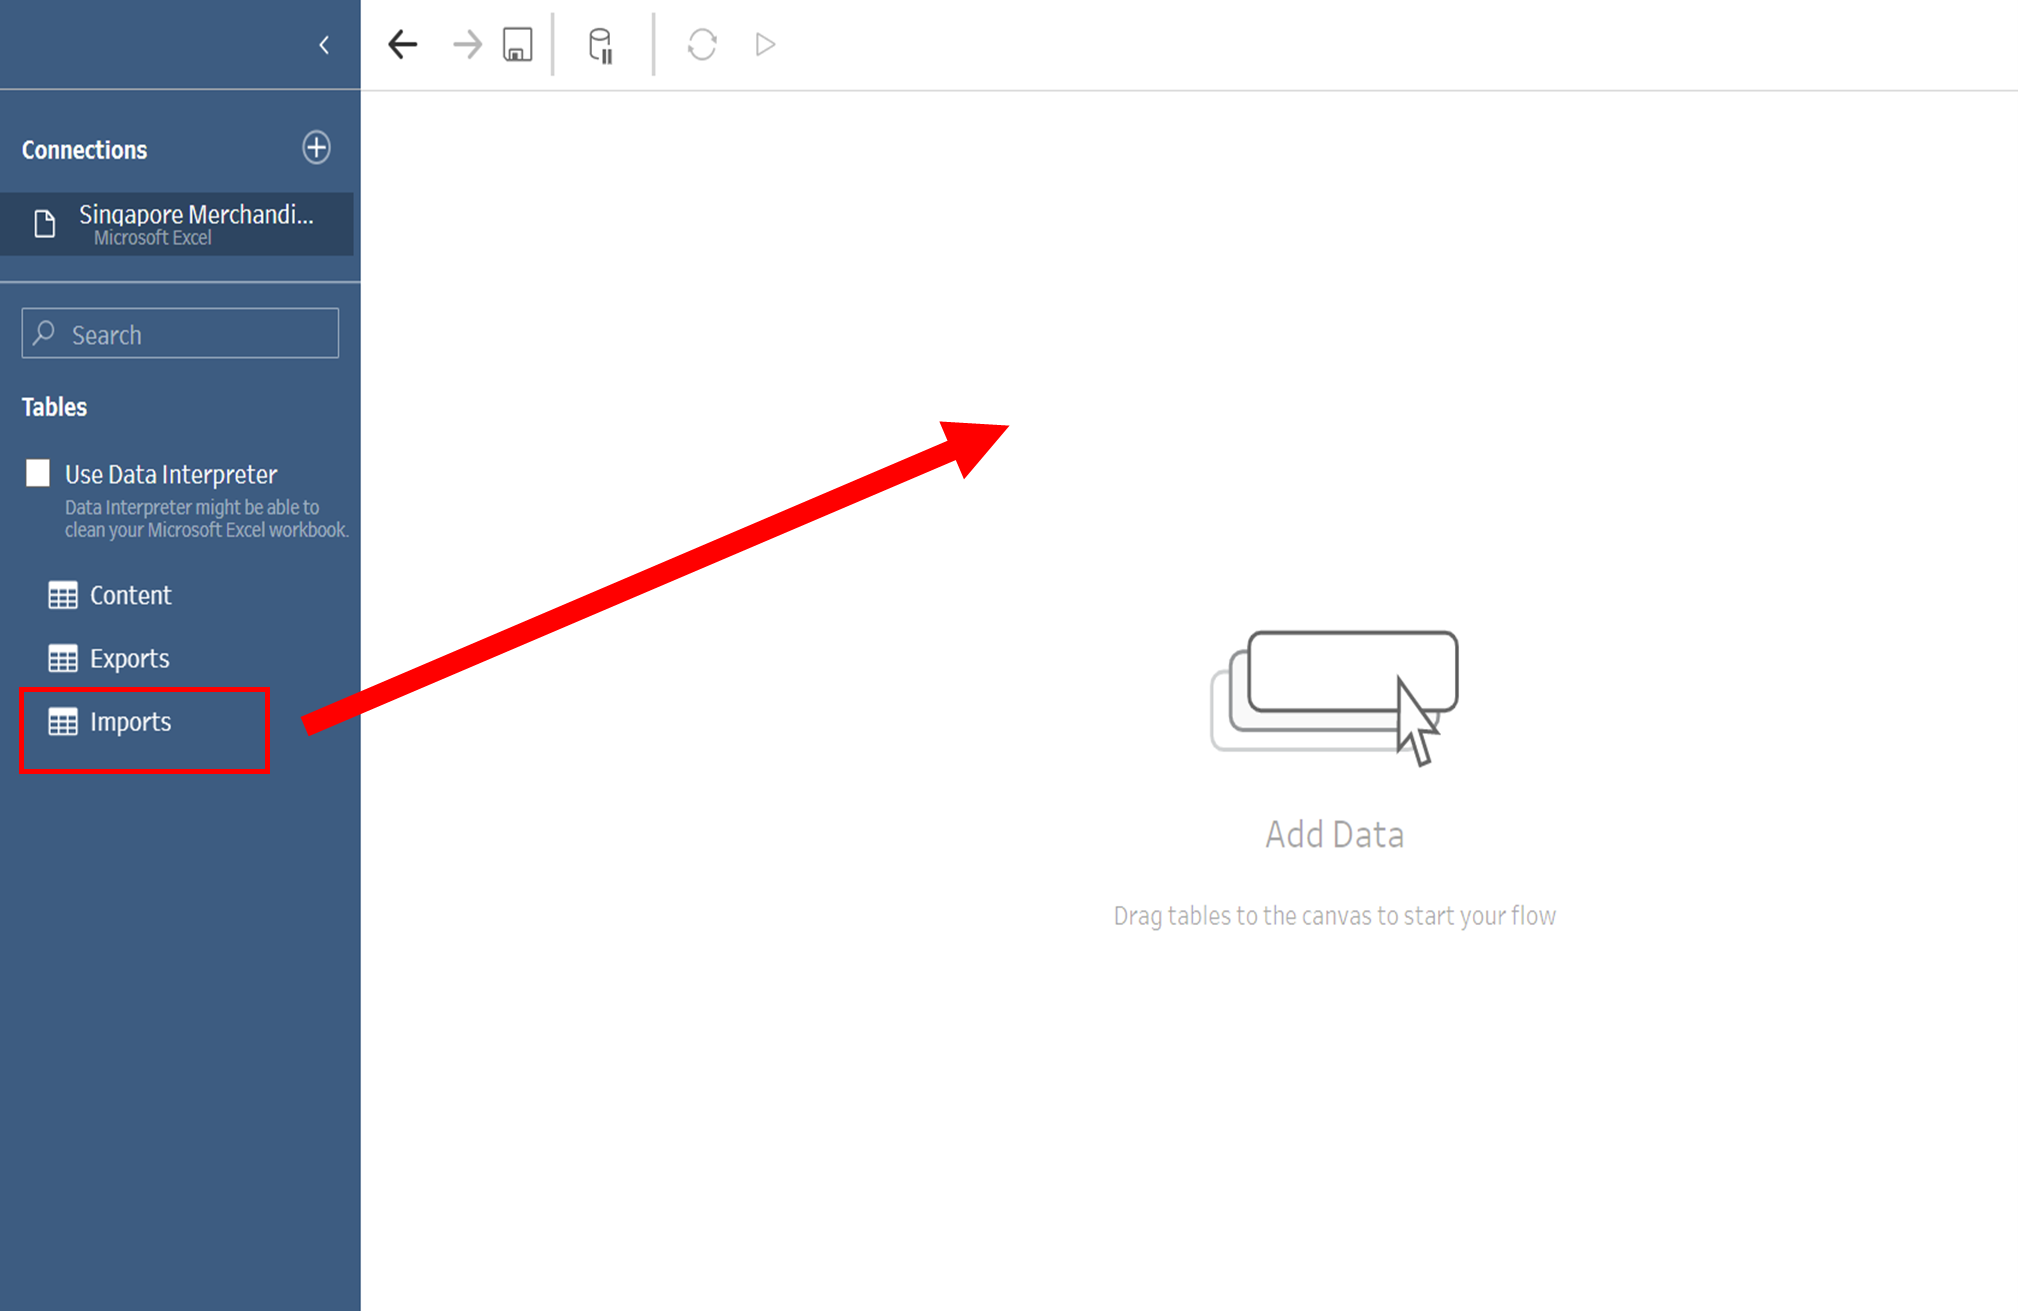 Connections
Singapore Merchandi...
Microsoft Excel
Search
Tables
Use Data Interpreter
Data Interpreter might be able to
clean your Microsoft Excel workbook.
Content
Exports
Imports
Add Data
Drag tables to the canvas to start your flow